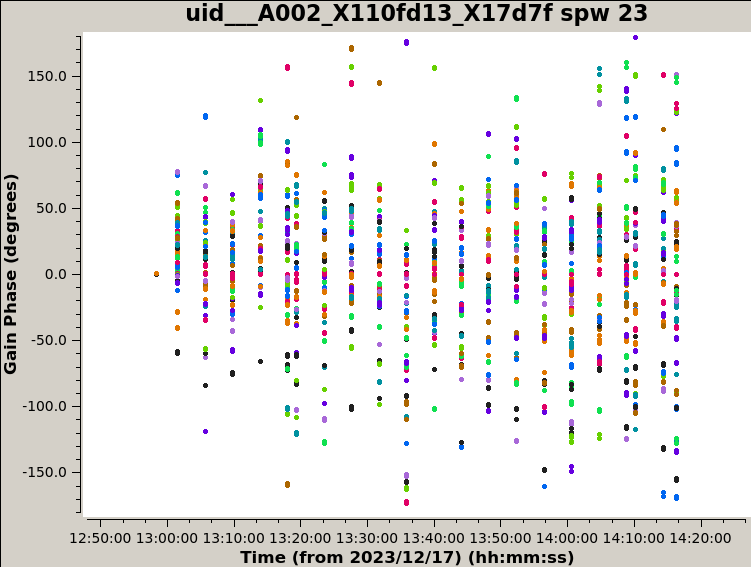 uid___A002_X110fd13_X17d7f spw 23
Gain Phase (degrees)
150.0
100.0
50.0
0.0
-50.0
-100.0
-150.0
12:50:00 13:00:00 13:10:00 13:20:00 13:30:00 13:40:00 13:50:00 14:00:00 14:10:00 14:20:00
Time (from 2023/12/17) (hh:mm:ss)